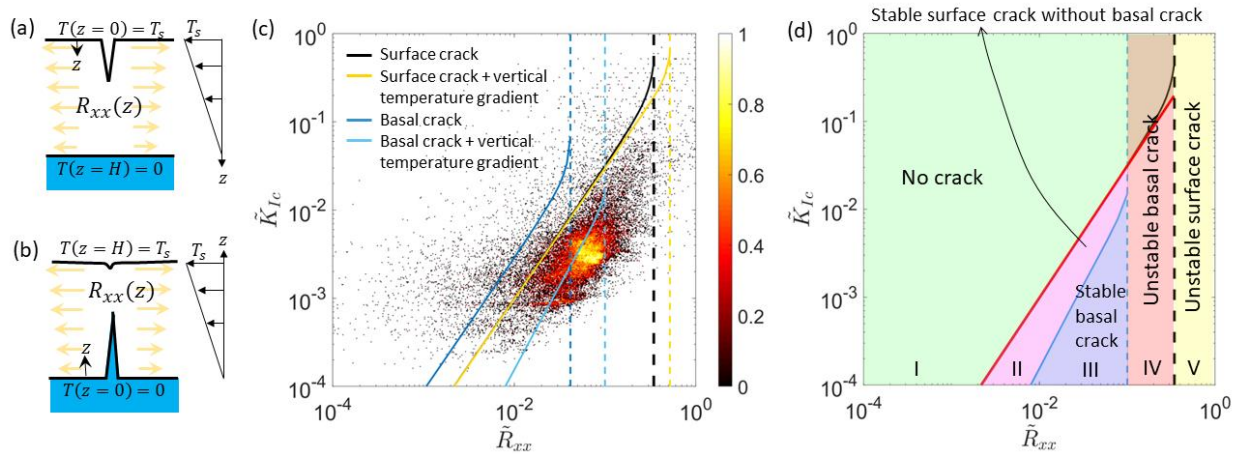 (a)
T(z = 0) = T_s
T_s
z
R_xx(z)
T(z = H) = 0
z
(b)
T(z = H) = T_s
T_s
z
R_xx(z)
z
T(z = 0) = 0
(c)
Surface crack
Surface crack + vertical
temperature gradient
Basal crack
Basal crack + vertical
temperature gradient
10^0
10^-1
10^-2
10^-3
10^-4
K̃_Ic
10^-4
10^-2
10^0
R̃_xx
1
0.8
0.6
0.4
0.2
0
Stable surface crack without basal crack
(d)
10^0
10^-1
10^-2
10^-3
10^-4
K̃_Ic
No crack
Stable
basal
crack
Unstable basal crack
Unstable surface crack
I
II
III
IV
V
10^-4
10^-2
10^0
R̃_xx